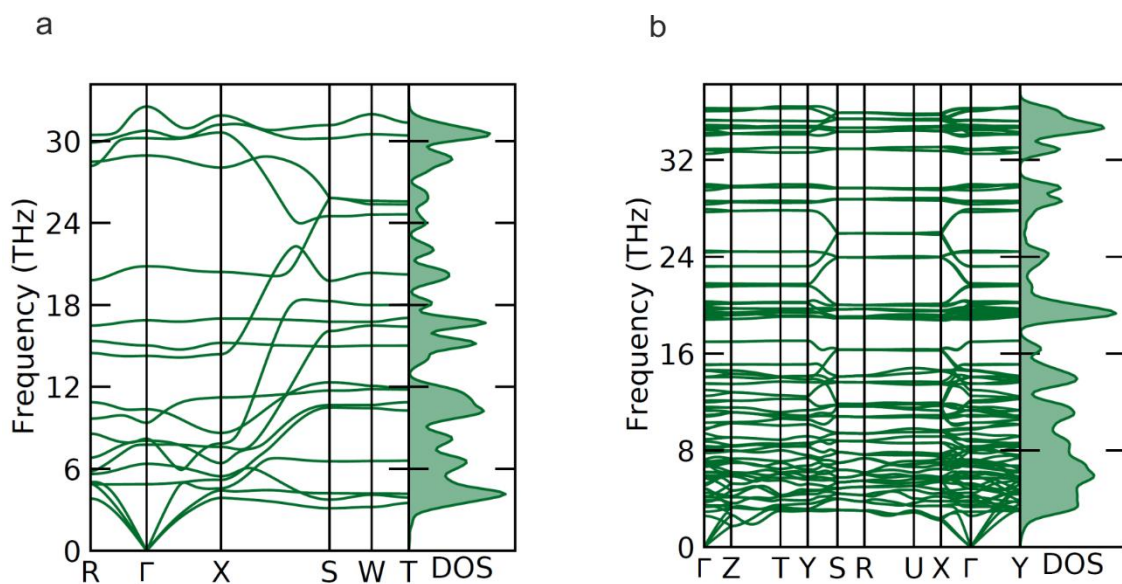 a
Frequency (THz)
30
24
18
12
6
0
R Γ X S W T DOS
b
Frequency (THz)
32
24
16
8
0
Γ Z T Y S R U X Γ Y DOS